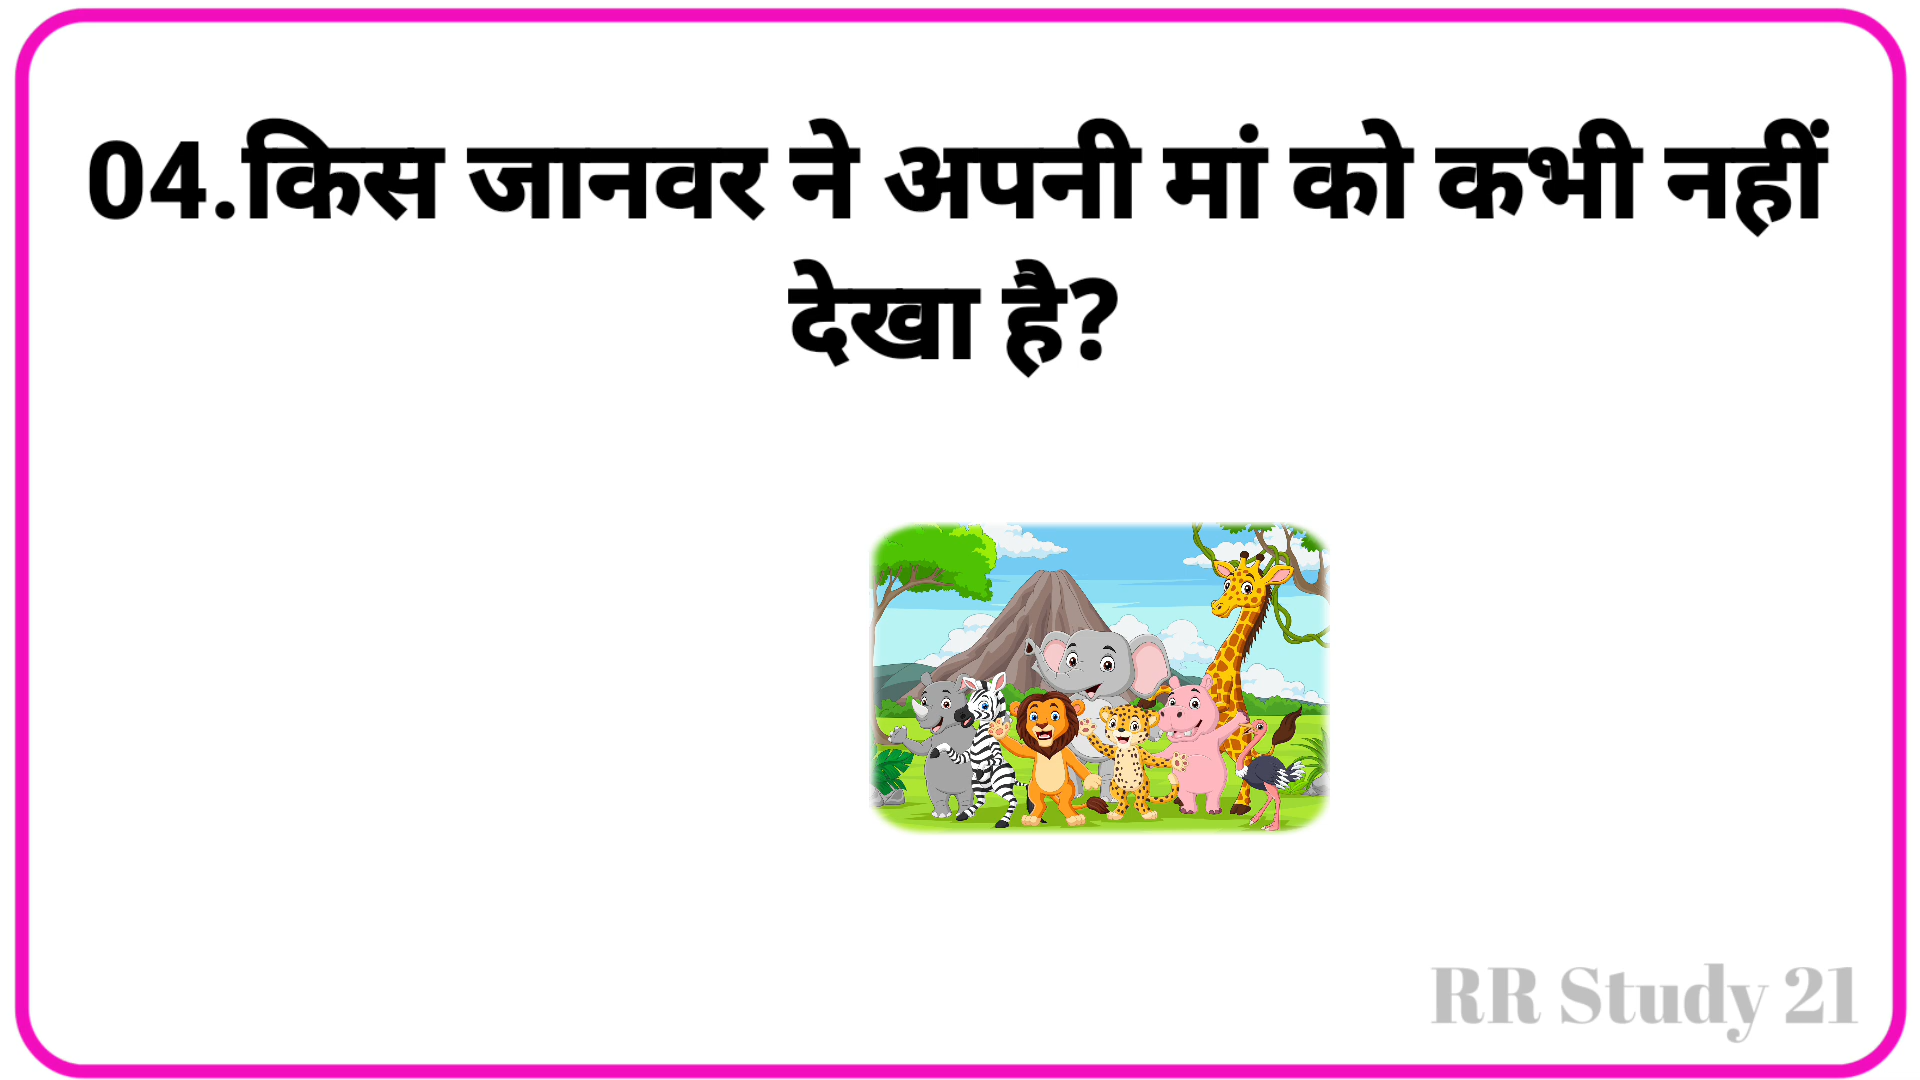 04.किस जानवर ने अपनी मां को कभी नहीं
देखा है?
RR Study 21